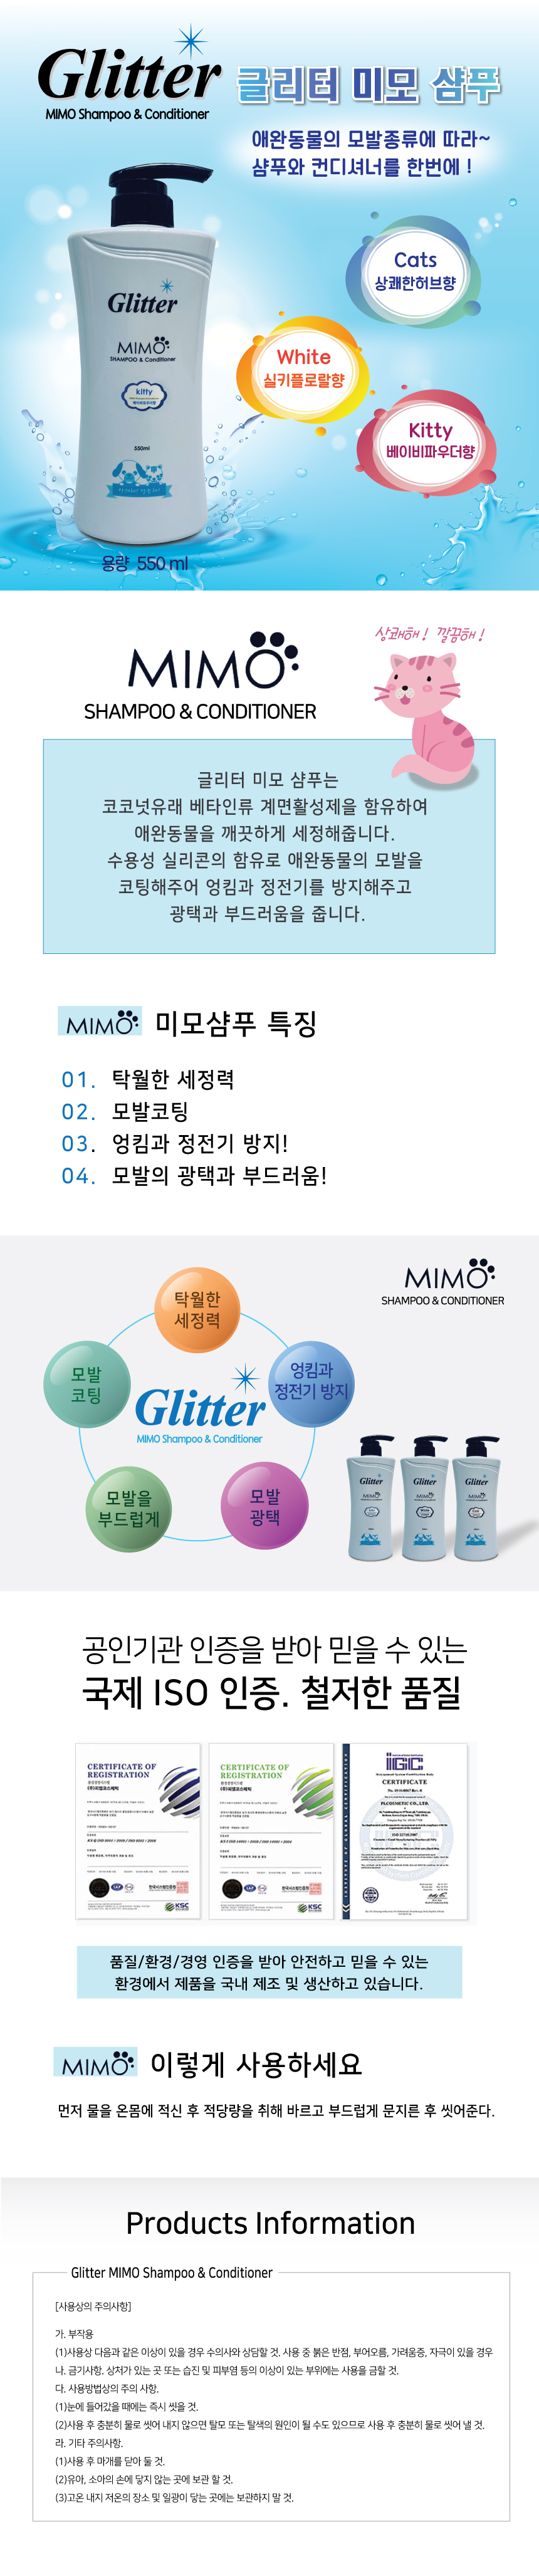 Glitter
MIMO Shampoo & Conditioner
글리터 미모 샴푸
애완동물의 모발종류에 따라~
샴푸와 컨디셔너를 한번에 !
Cats
상쾌한허브향
White
실키플로랄향
Kitty
베이비파우더향
Glitter
MIMO
SHAMPOO & Conditioner
kitty
베이비파우더향
550ml
용량 550 ml
MIMO
SHAMPOO & CONDITIONER
상쾌해! 깔끔해!
글리터 미모 샴푸는
코코넛유래 베타인류 계면활성제을 함유하여
애완동물을 깨끗하게 세정해줍니다.
수용성 실리콘의 함유로 애완동물의 모발을
코팅해주어 엉킴과 정전기를 방지해주고
광택과 부드러움을 줍니다.
MIMO 미모샴푸 특징
01. 탁월한 세정력
02. 모발코팅
03. 엉킴과 정전기 방지!
04. 모발의 광택과 부드러움!
MIMO
SHAMPOO & CONDITIONER
탁월한
세정력
모발
코팅
엉킴과
정전기 방지
Glitter
MIMO Shampoo & Conditioner
모발을
부드럽게
모발
광택
Glitter
MIMO
Glitter
MIMO
Glitter
MIMO
공인기관 인증을 받아 믿을 수 있는
국제 ISO 인증. 철저한 품질
CERTIFICATE OF
REGISTRATION
KSC
CERTIFICATE OF
REGISTRATION
KSC
IGC
CERTIFICATE
품질/환경/경영 인증을 받아 안전하고 믿을 수 있는
환경에서 제품을 국내 제조 및 생산하고 있습니다.
MIMO 이렇게 사용하세요
먼저 물을 온몸에 적신 후 적당량을 취해 바르고 부드럽게 문지른 후 씻어준다.
Products Information
Glitter MIMO Shampoo & Conditioner
[사용상의 주의사항]
가. 부작용
(1)사용상 다음과 같은 이상이 있을 경우 수의사와 상담할 것. 사용 중 붉은 반점, 부어오름, 가려움증, 자극이 있을 경우
나. 금기사항. 상처가 있는 곳 또는 습진 및 피부염 등의 이상이 있는 부위에는 사용을 금할 것.
다. 사용방법상의 주의 사항.
(1)눈에 들어갔을 때에는 즉시 씻을 것.
(2)사용 후 충분히 물로 씻어 내지 않으면 탈모 또는 탈색의 원인이 될 수도 있으므로 사용 후 충분히 물로 씻어 낼 것.
라. 기타 주의사항.
(1)사용 후 마개를 닫아 둘 것.
(2)유아, 소아의 손에 닿지 않는 곳에 보관 할 것.
(3)고온 내지 저온의 장소 및 일광이 닿는 곳에는 보관하지 말 것.